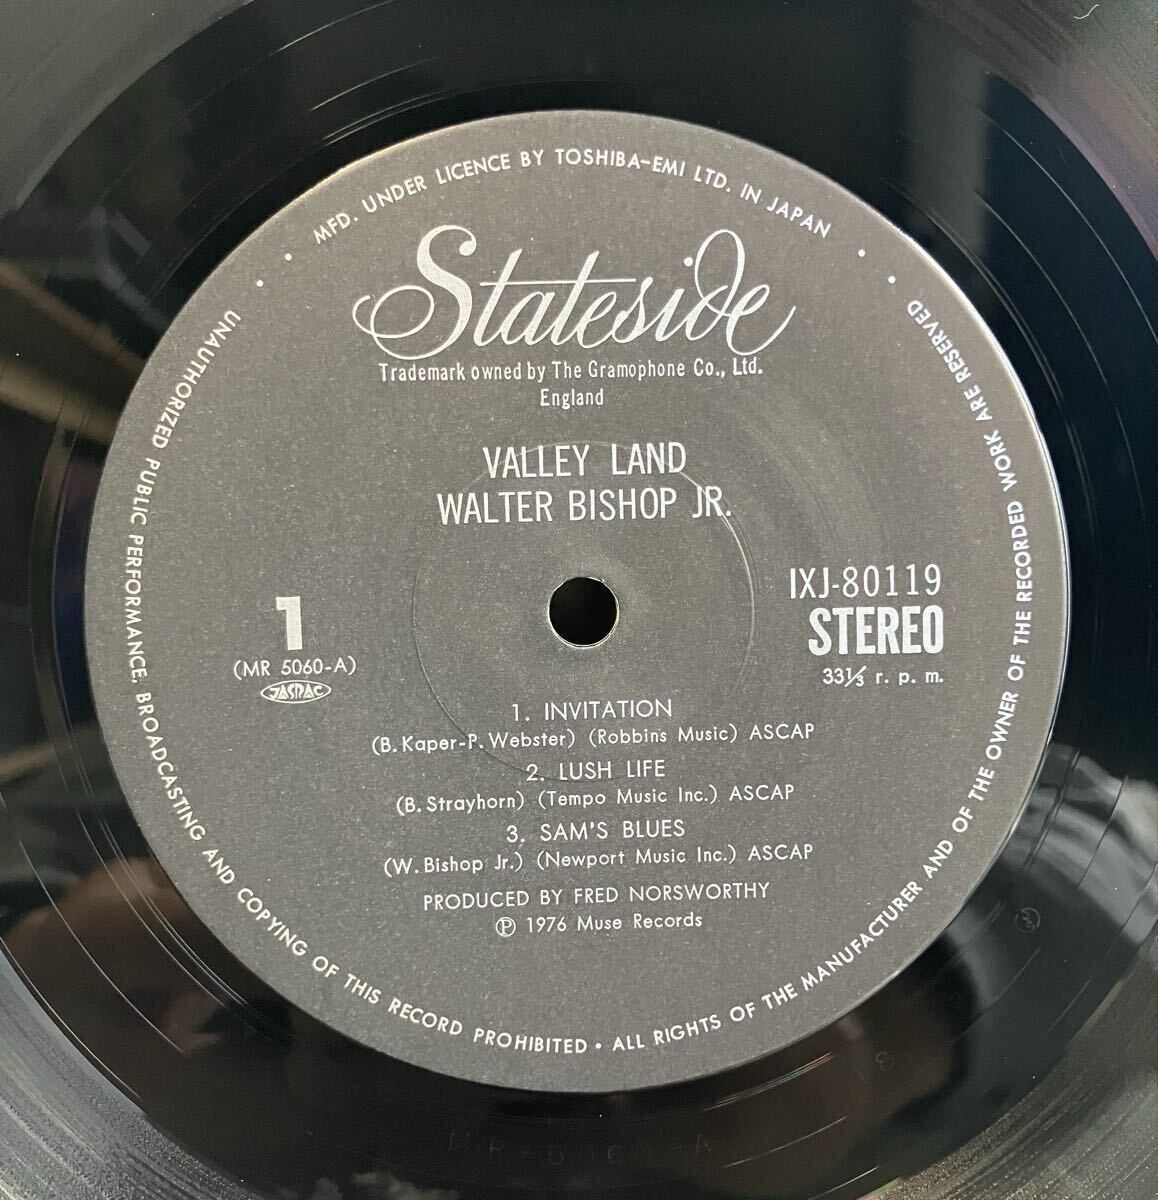 MFD. UNDER LICENCE BY TOSHIBA-EMI LTD. IN JAPAN
Stateside
Trademark owned by The Gramophone Co., Ltd.
England
VALLEY LAND
WALTER BISHOP JR.
IXJ-80119
STEREO
33⅓ r. p. m.
1
(MR 5060-A)
JASRAC
1. INVITATION
(B. Kaper-P. Webster) (Robbins Music) ASCAP
2. LUSH LIFE
(B. Strayhorn) (Tempo Music Inc.) ASCAP
3. SAM'S BLUES
(W. Bishop Jr.) (Newport Music Inc.) ASCAP
PRODUCED BY FRED NORSWORTHY
℗ 1976 Muse Records
UNAUTHORIZED PUBLIC PERFORMANCE, BROADCASTING AND COPYING OF THIS RECORD PROHIBITED • ALL RIGHTS OF THE MANUFACTURER AND OF THE OWNER OF THE RECORDED WORK ARE RESERVED
MR-5060-A